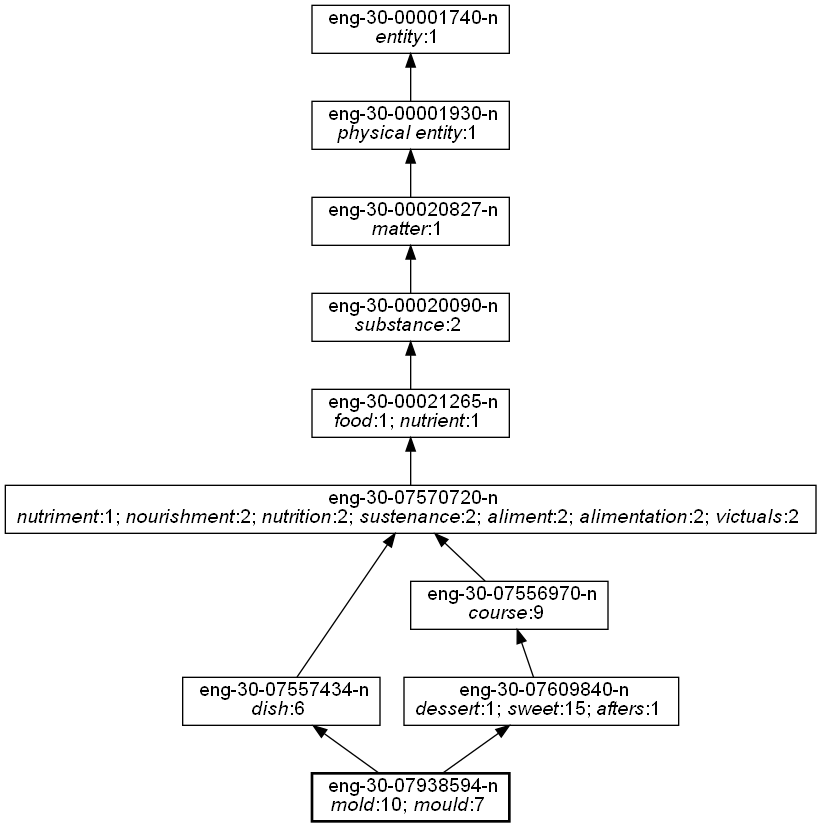 eng-30-00001740-n
entity:1
eng-30-00001930-n
physical entity:1
eng-30-00020827-n
matter:1
eng-30-00020090-n
substance:2
eng-30-00021265-n
food:1; nutrient:1
eng-30-07570720-n
nutriment:1; nourishment:2; nutrition:2; sustenance:2; aliment:2; alimentation:2; victuals:2
eng-30-07556970-n
course:9
eng-30-07557434-n
dish:6
eng-30-07609840-n
dessert:1; sweet:15; afters:1
eng-30-07938594-n
mold:10; mould:7